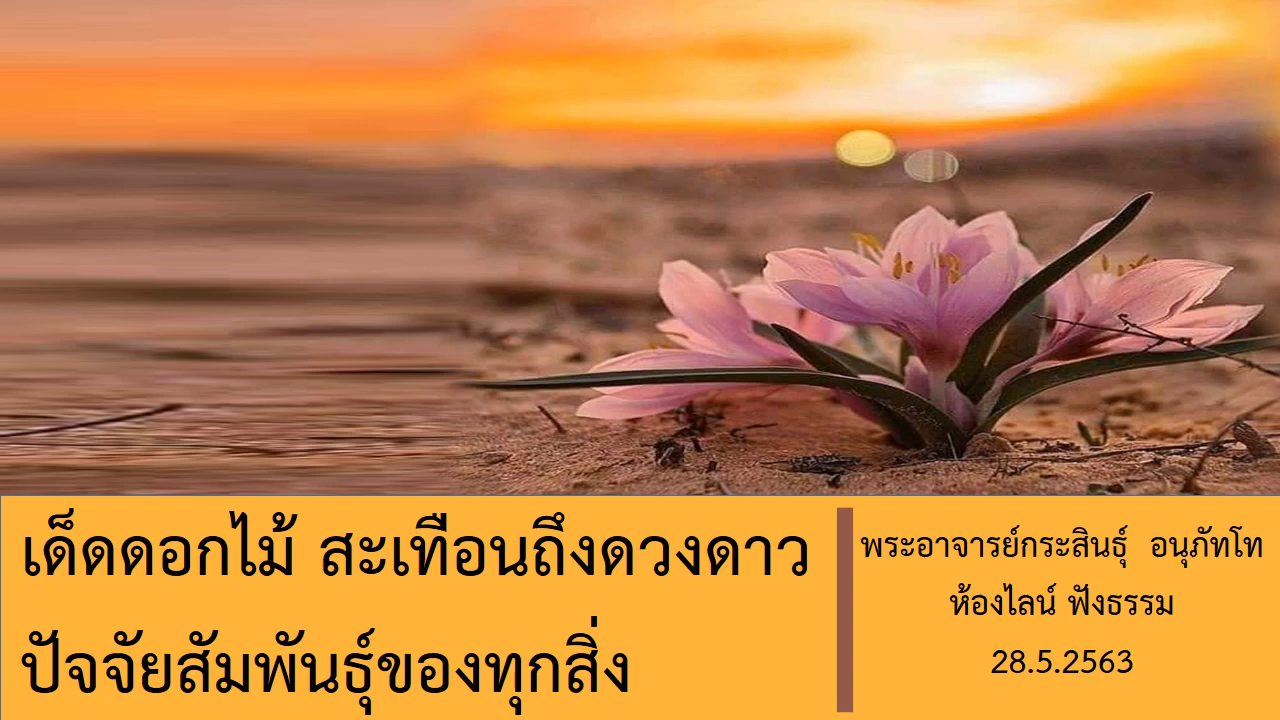 เด็ดดอกไม้ สะเทือนถึงดวงดาว
ปัจจัยสัมพันธุ์ของทุกสิ่ง
พระอาจารย์กระสินธุ์ อนุภัทโท
ห้องไลน์ ฟังธรรม
28.5.2563